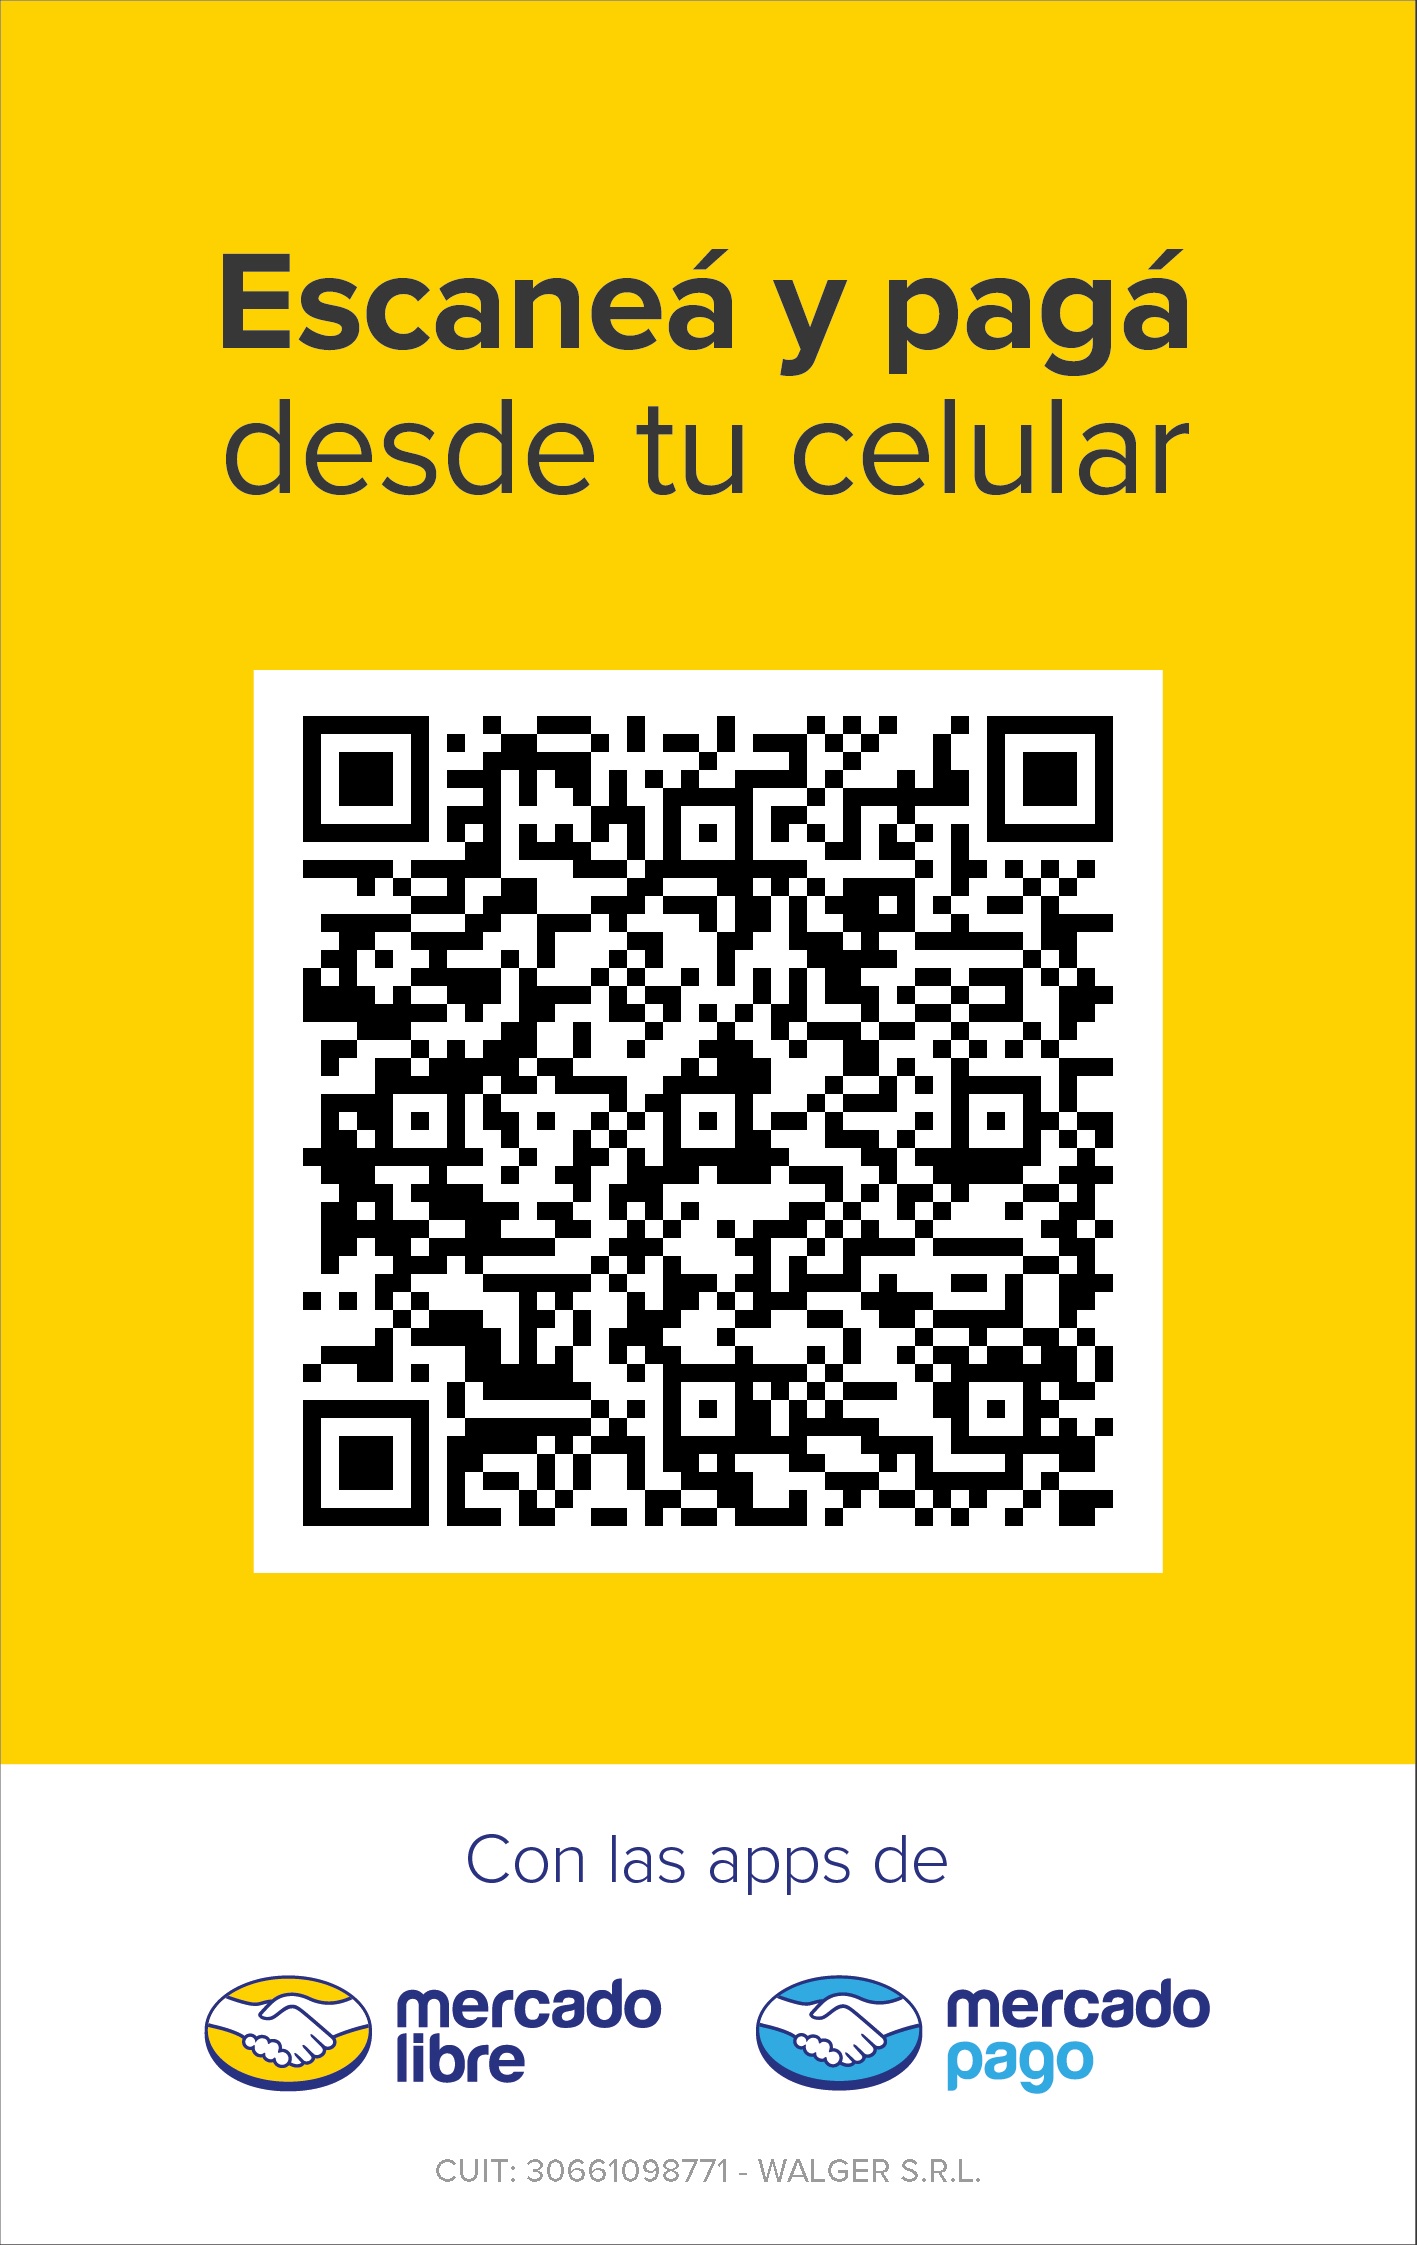 Escaneá y pagá
desde tu celular
Con las apps de
mercado
libre
mercado
pago
CUIT: 30661098771 - WALGER S.R.L.